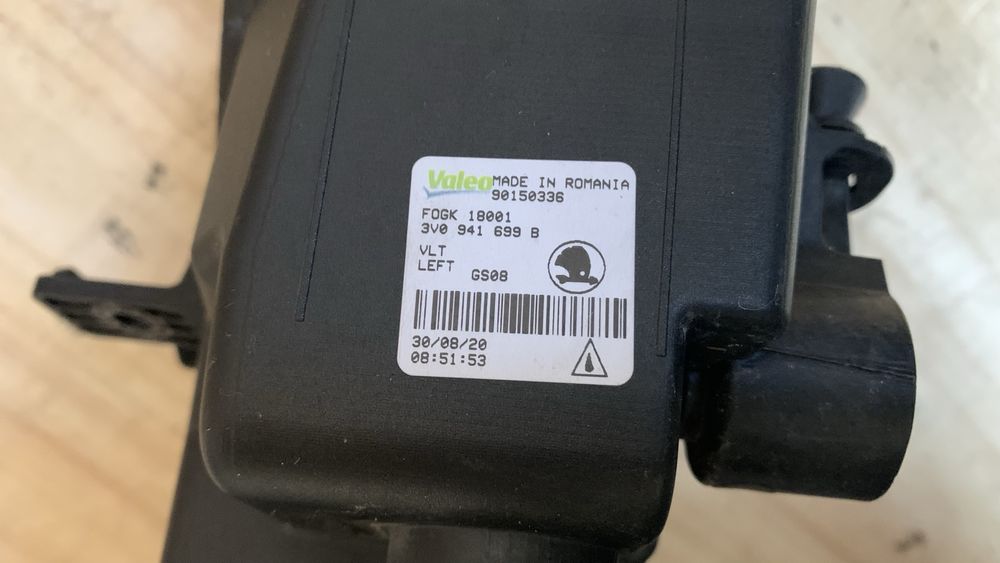 Valeo MADE IN ROMANIA
90150336
FOGK 18001
3V0 941 699 B
VLT
LEFT
GS08
30/08/20
08:51:53